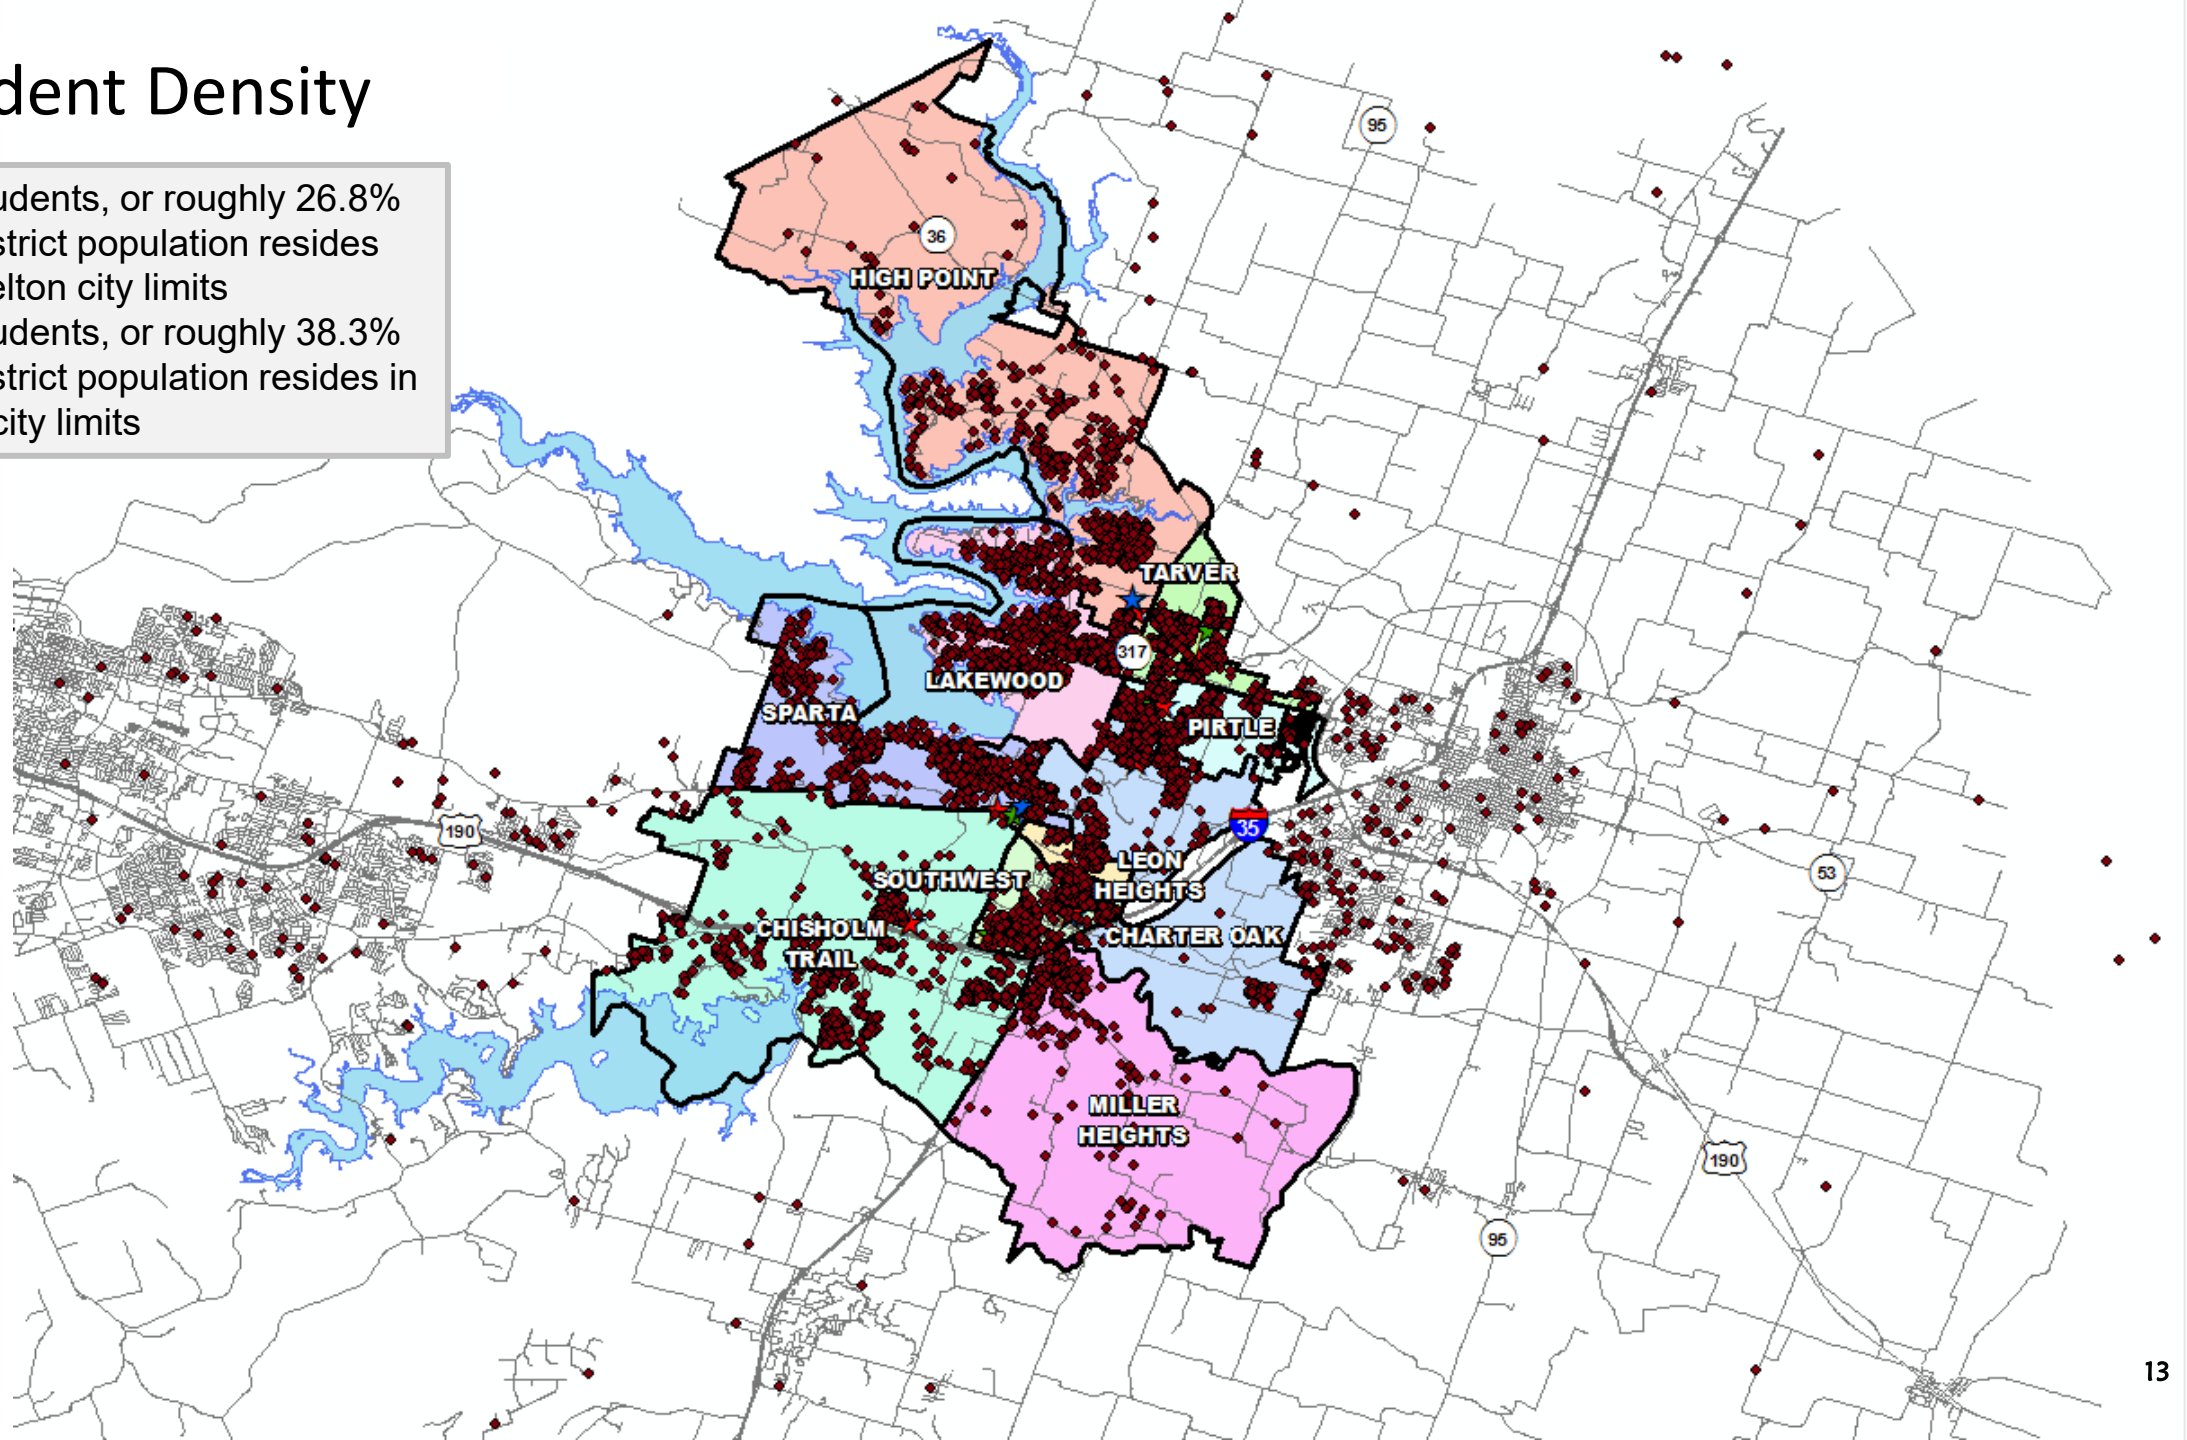 dent Density
udents, or roughly 26.8%
strict population resides
elton city limits
udents, or roughly 38.3%
strict population resides in
city limits
95
36
HIGH POINT
TARVER
317
LAKEWOOD
SPARTA
PIRTLE
190
35
LEON
HEIGHTS
53
SOUTHWEST
CHISHOLM
TRAIL
CHARTER OAK
MILLER
HEIGHTS
190
95
13